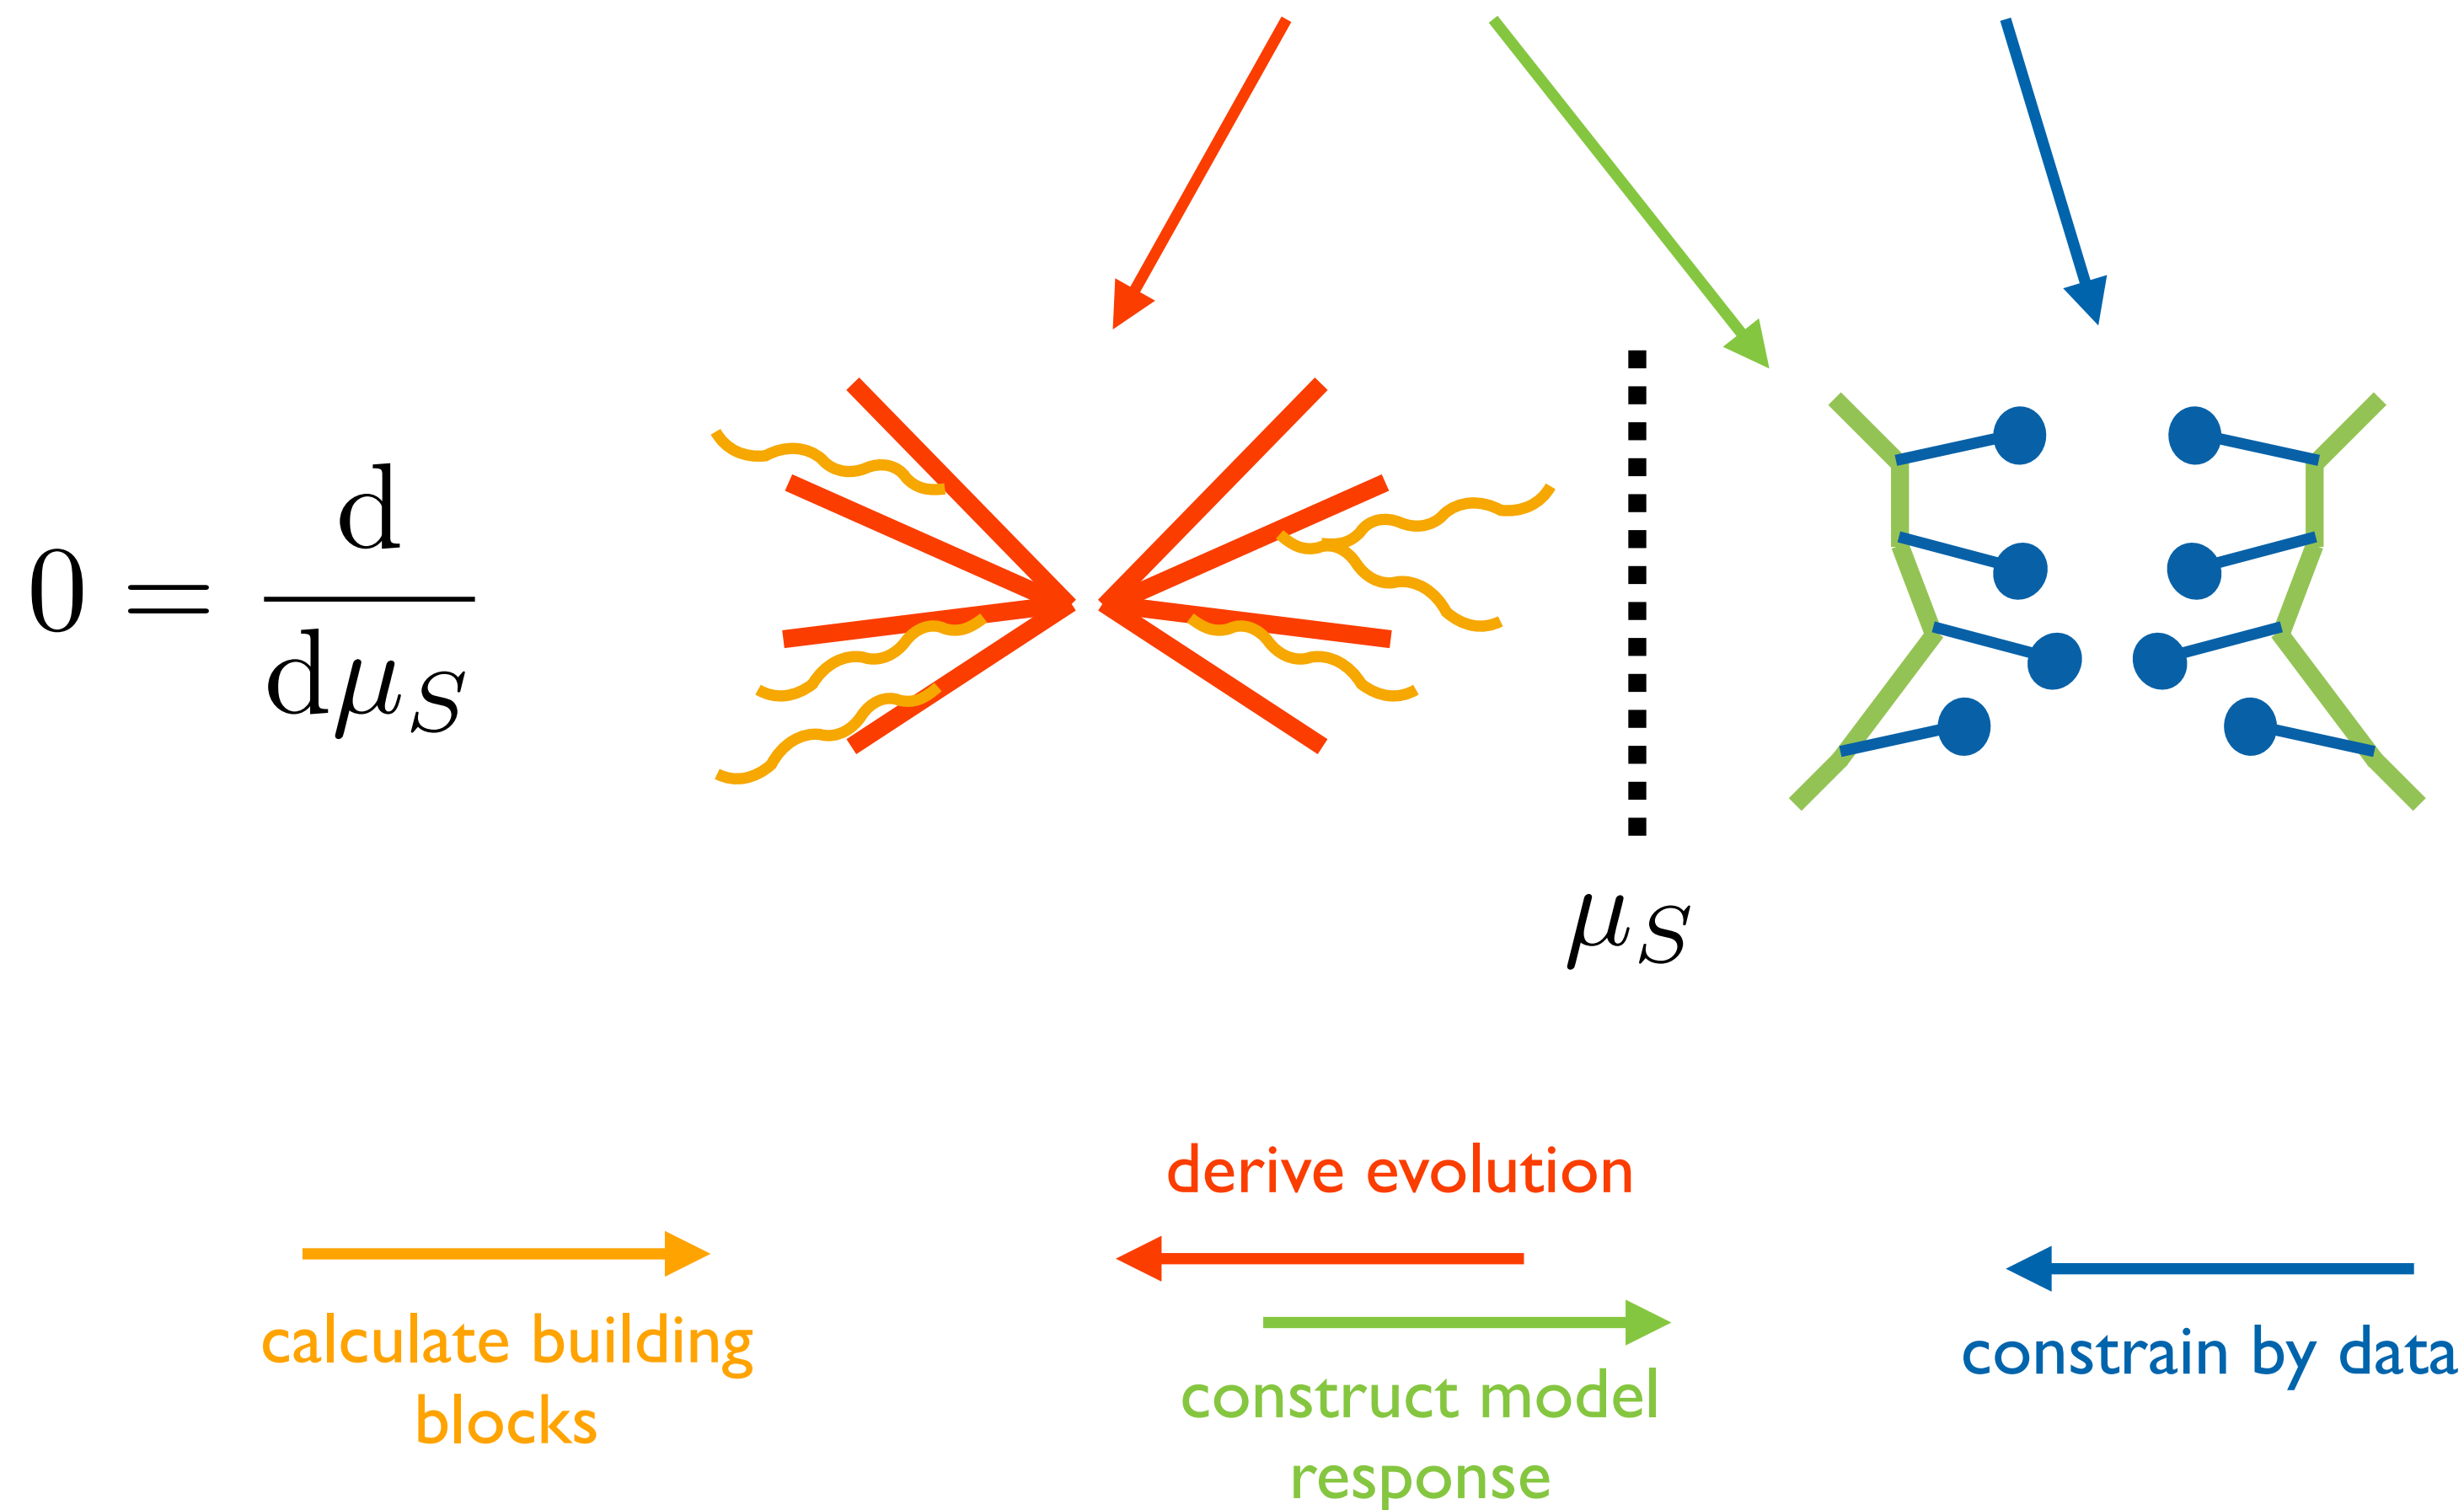 0 = d/dμ_S
μ_S
derive evolution
calculate building
blocks
construct model
response
constrain by data